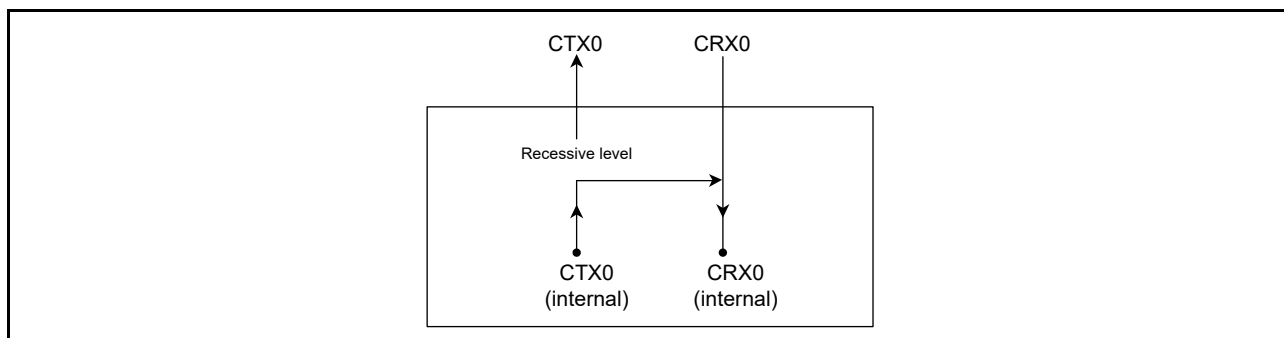 CTX0 CRX0
Recessive level
CTX0 CRX0
(internal) (internal)